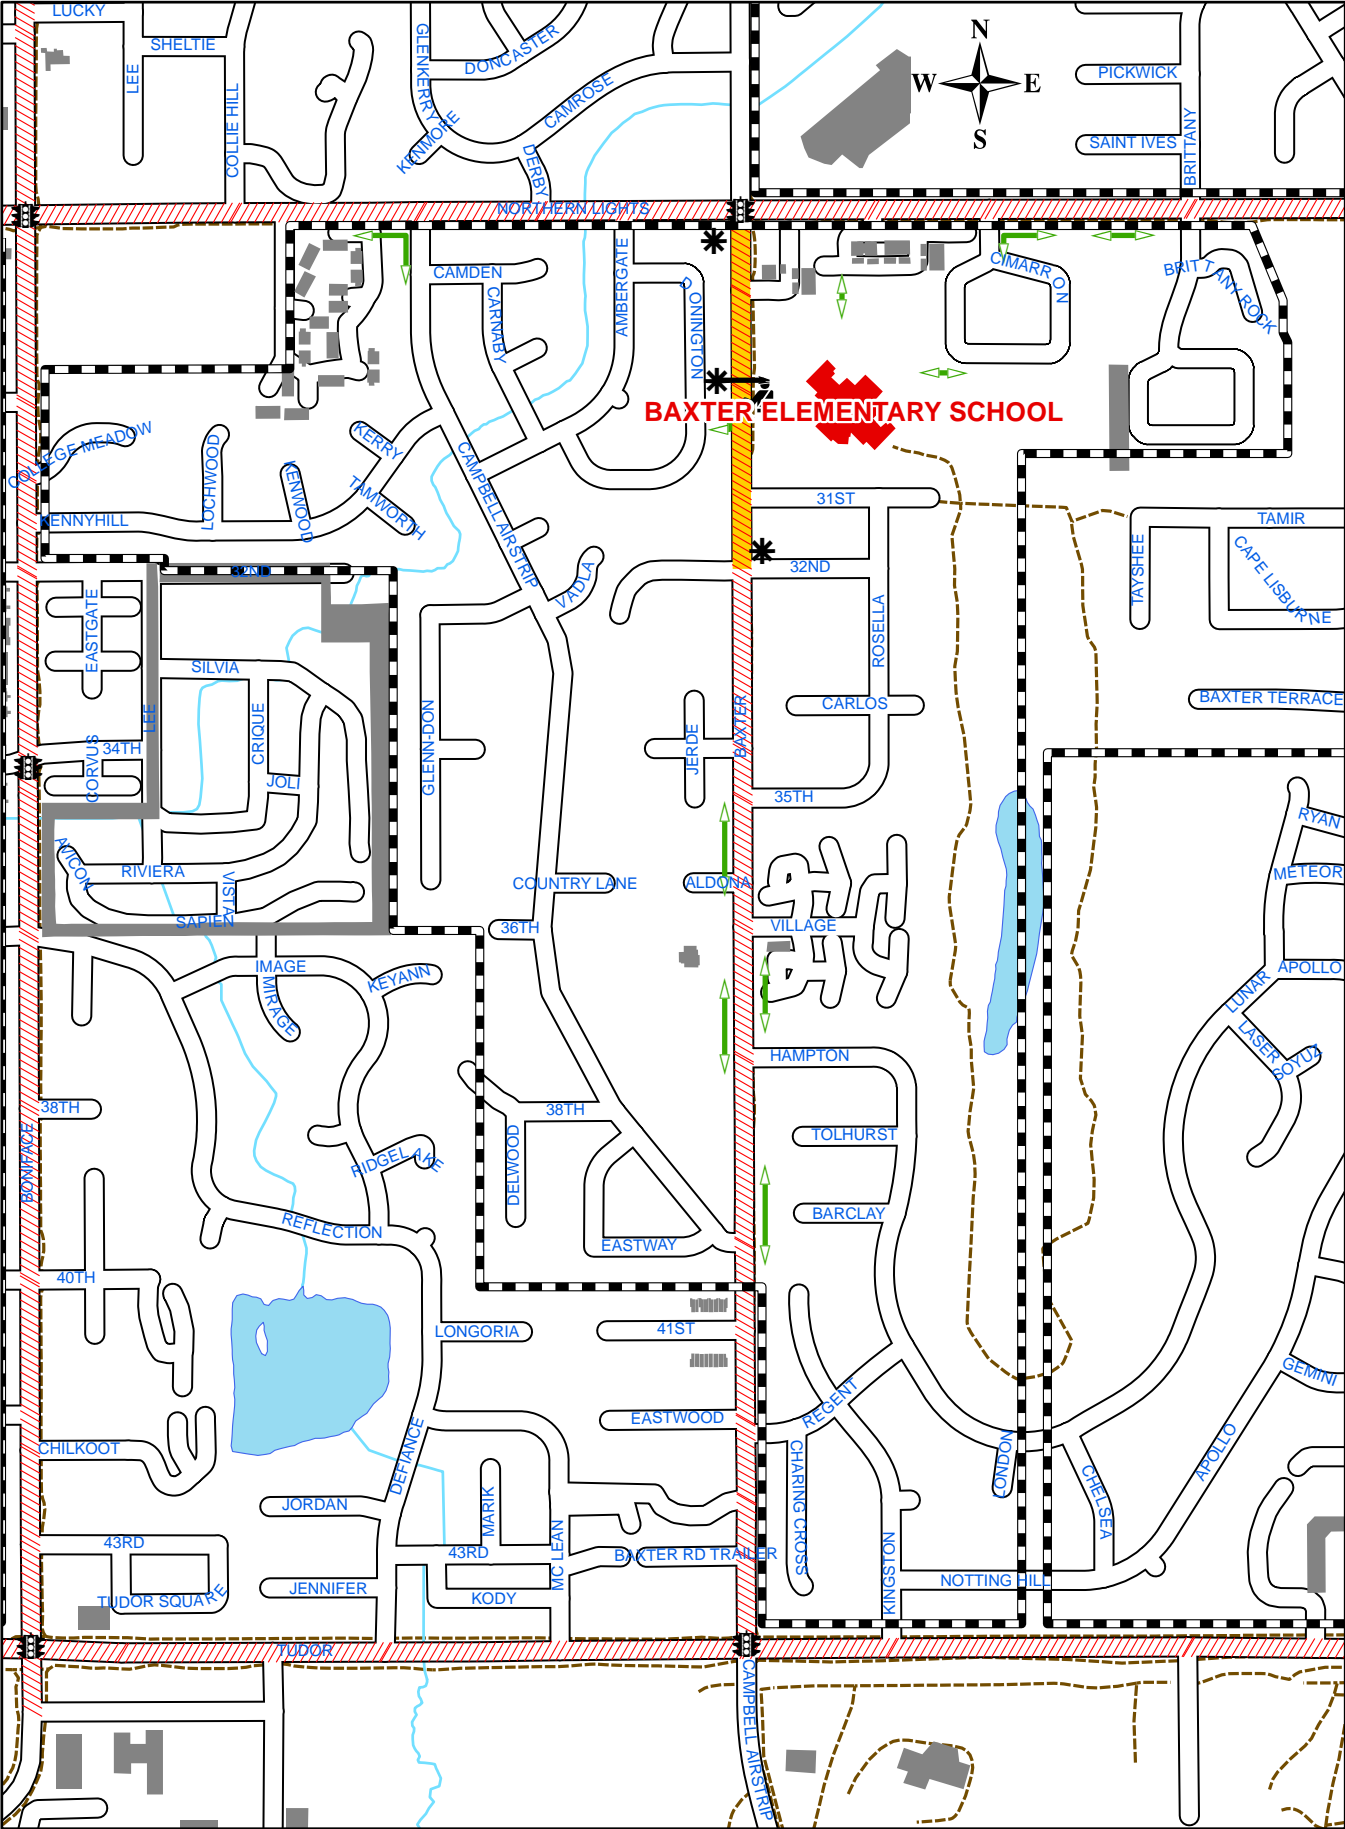 LUCKY
SHELTIE
LEE
COLLIE HILL
GLENKERRY
DONCASTER
KENMORE
CAMROSE
DERBY
N
W
E
S
PICKWICK
SAINT IVES
BRITTANY
NORTHERN LIGHTS
CAMDEN
CARNABY
AMBERGATE
DONNINGTON
CIMARRON
BRITTANY ROCK
BAXTER ELEMENTARY SCHOOL
COLLEGE MEADOW
LOCHWOOD
KENWOOD
KERRY
TAMWORTH
CAMPBELL AIRSTRIP
KENNYHILL
31ST
TAMIR
TAYSHEE
CAPE LISBURNE
32ND
32ND
VADLA
EASTGATE
ROSELLA
SILVIA
LEE
CRIQUE
GLENN-DON
JERDE
BAXTER
CARLOS
BAXTER TERRACE
34TH
CORVUS
JOLI
35TH
RYAN
AVICON
RIVIERA
VISTA
SAPIEN
COUNTRY LANE
ALDONA
METEOR
36TH
VILLAGE
IMAGE
MIRAGE
KEYANN
APOLLO
LUNAR
LASER
SOYUZ
HAMPTON
38TH
38TH
TOLHURST
BONIFACE
RIDGELAKE
DELWOOD
BARCLAY
REFLECTION
EASTWAY
40TH
LONGORIA
41ST
GEMINI
REGENT
EASTWOOD
CHILKOOT
DEFIANCE
CHARING CROSS
LONDON
CHELSEA
APOLLO
JORDAN
MARIK
MC LEAN
43RD
43RD
BAXTER RD TRAILER
KINGSTON
NOTTING HILL
TUDOR SQUARE
JENNIFER
KODY
TUDOR
CAMPBELL AIRSTRIP